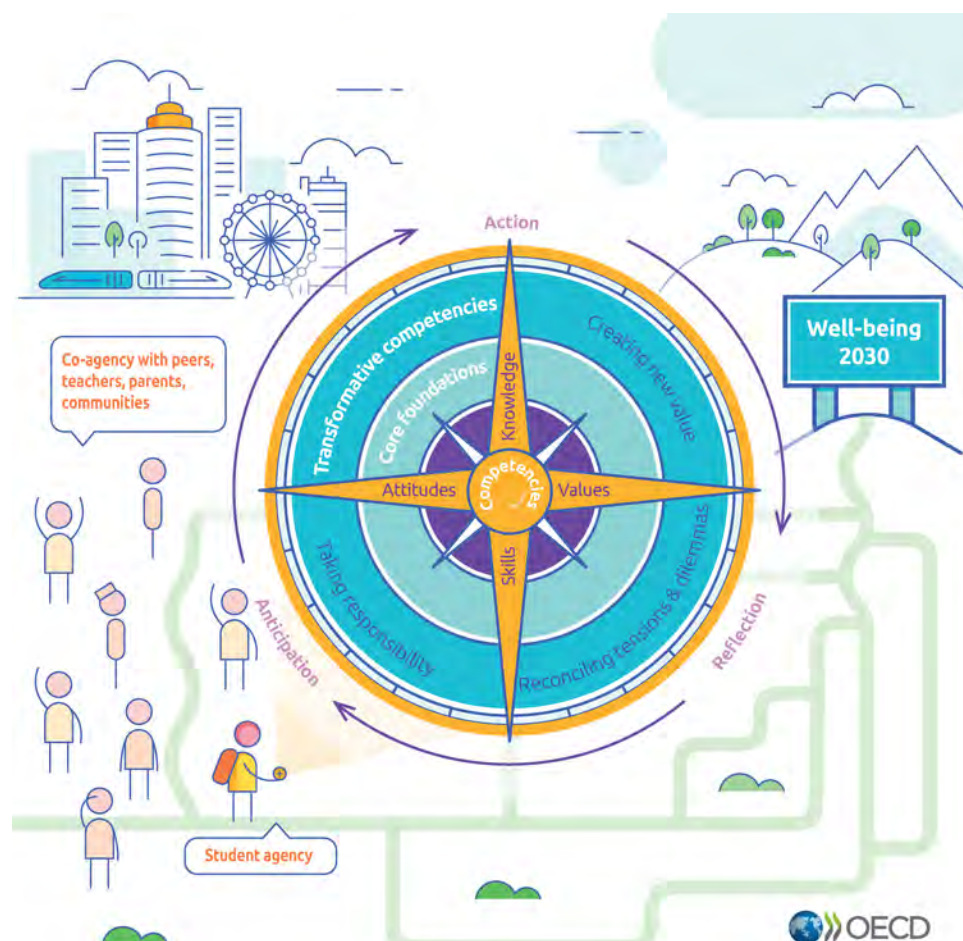 Action
Transformative competencies
Creating new value
Well-being
2030
Co-agency with peers,
teachers, parents,
communities
Core foundations
Knowledge
Attitudes
Competencies
Values
Skills
Taking responsibility
Reconciling tensions & dilemmas
Anticipation
Reflection
Student agency
OECD